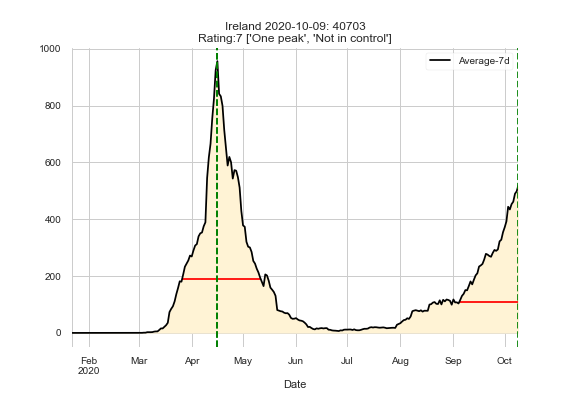 Ireland 2020-10-09: 40703
Rating:7 ['One peak', 'Not in control']
1000
800
600
400
200
0
Average-7d
Feb
2020
Mar
Apr
May
Jun
Jul
Aug
Sep
Oct
Date